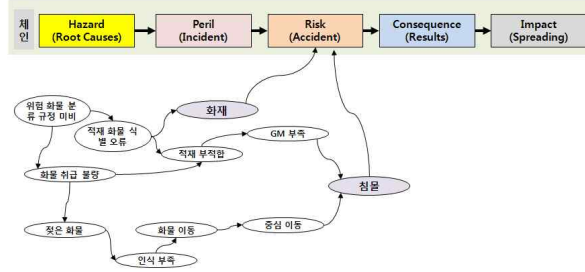 체
인
Hazard
(Root Causes)
Peril
(Incident)
Risk
(Accident)
Consequence
(Results)
Impact
(Spreading)
위험 화물 분
류 규정 미비
적재 화물 식
별 오류
화재
적재 부적합
GM 부족
화물 취급 불량
침몰
젖은 화물
화물 이동
중심 이동
인식 부족